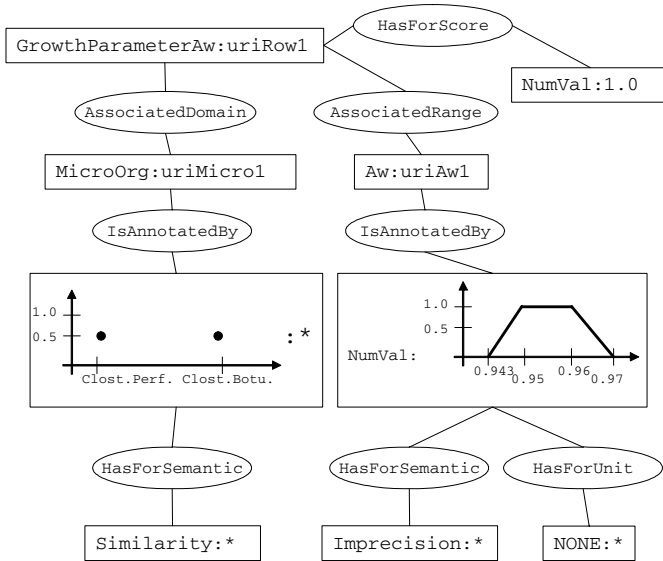 HasForScore
GrowthParameterAw:uriRow1
NumVal:1.0
AssociatedDomain
AssociatedRange
MicroOrg:uriMicro1
Aw:uriAw1
IsAnnotatedBy
IsAnnotatedBy
1.0
0.5
:*
Clost.Perf. Clost.Botu.
1.0
0.5
NumVal:
0.943
0.95
0.96
0.97
HasForSemantic
HasForSemantic
HasForUnit
Similarity:*
Imprecision:*
NONE:*